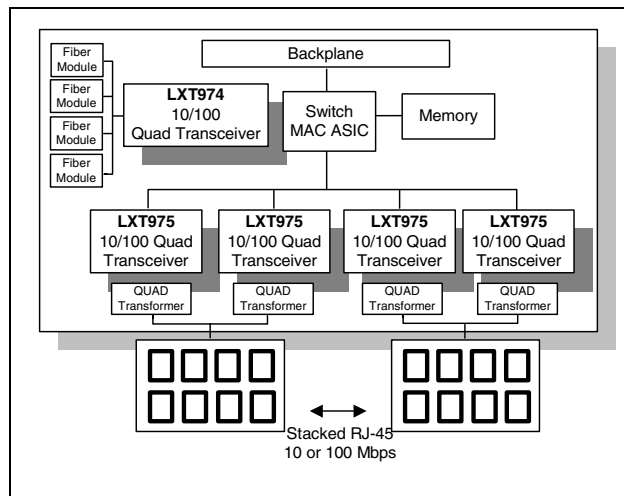 Fiber
Module
Fiber
Module
Fiber
Module
Fiber
Module
LXT974
10/100
Quad Transceiver
Backplane
Switch
MAC ASIC
Memory
LXT975
10/100 Quad
Transceiver
LXT975
10/100 Quad
Transceiver
LXT975
10/100 Quad
Transceiver
LXT975
10/100 Quad
Transceiver
QUAD
Transformer
QUAD
Transformer
QUAD
Transformer
QUAD
Transformer
Stacked RJ-45
10 or 100 Mbps